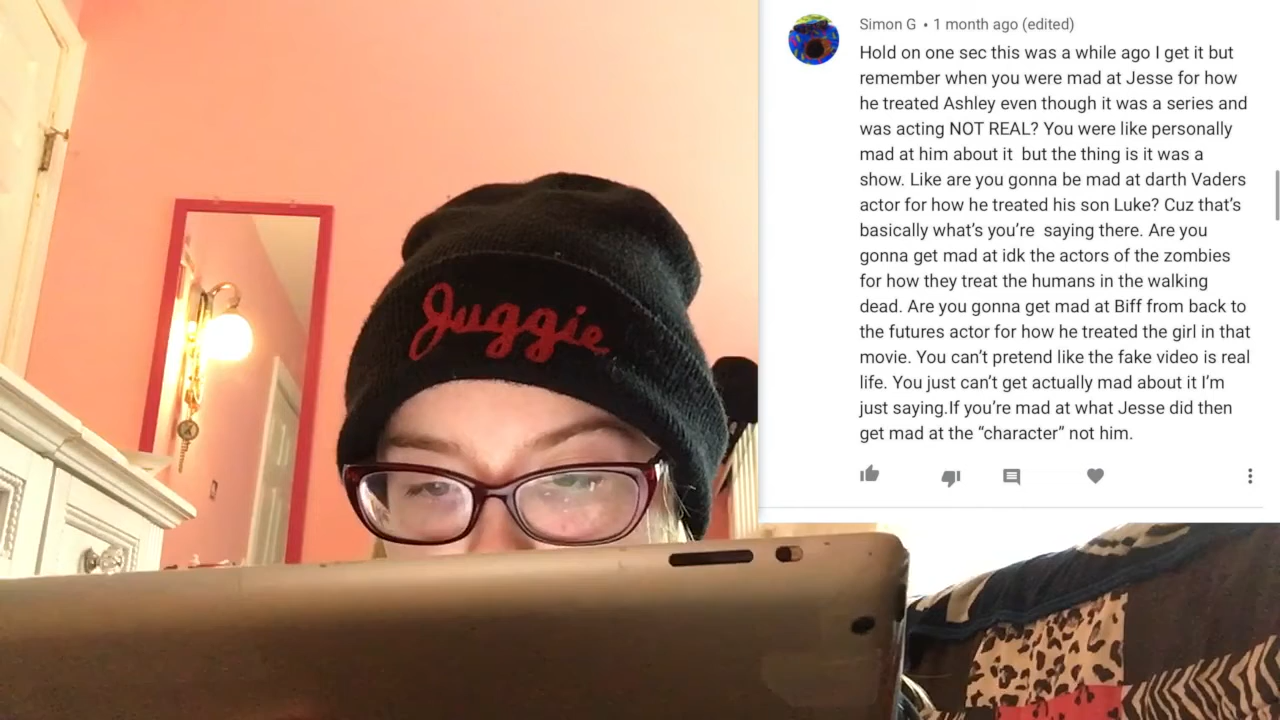 Juggie
Simon G • 1 month ago (edited)
Hold on one sec this was a while ago I get it but
remember when you were mad at Jesse for how
he treated Ashley even though it was a series and
was acting NOT REAL? You were like personally
mad at him about it  but the thing is it was a
show. Like are you gonna be mad at darth Vaders
actor for how he treated his son Luke? Cuz that’s
basically what’s you’re  saying there. Are you
gonna get mad at idk the actors of the zombies
for how they treat the humans in the walking
dead. Are you gonna get mad at Biff from back to
the futures actor for how he treated the girl in that
movie. You can’t pretend like the fake video is real
life. You just can’t get actually mad about it I’m
just saying.If you’re mad at what Jesse did then
get mad at the “character” not him.